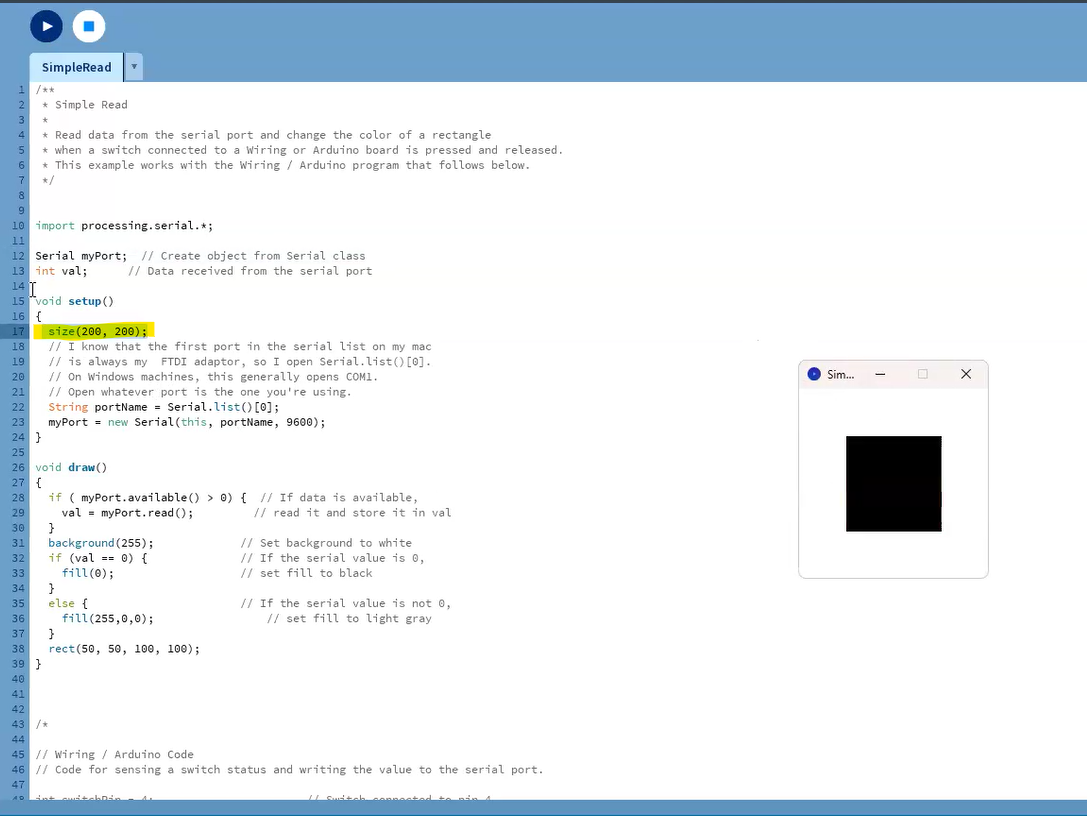 SimpleRead
1 /**
2  * Simple Read
3  *
4  * Read data from the serial port and change the color of a rectangle
5  * when a switch connected to a Wiring or Arduino board is pressed and released.
6  * This example works with the Wiring / Arduino program that follows below.
7  */
8
9
10 import processing.serial.*;
11
12 Serial myPort;  // Create object from Serial class
13 int val;      // Data received from the serial port
14
15 void setup()
16 {
17   size(200, 200);
18   // I know that the first port in the serial list on my mac
19   // is always my  FTDI adaptor, so I open Serial.list()[0].
20   // On Windows machines, this generally opens COM1.
21   // Open whatever port is the one you're using.
22   String portName = Serial.list()[0];
23   myPort = new Serial(this, portName, 9600);
24 }
25
26 void draw()
27 {
28   if ( myPort.available() > 0) {  // If data is available,
29     val = myPort.read();         // read it and store it in val
30   }
31   background(255);             // Set background to white
32   if (val == 0) {              // If the serial value is 0,
33     fill(0);                   // set fill to black
34   }
35   else {                       // If the serial value is not 0,
36     fill(255,0,0);                 // set fill to light gray
37   }
38   rect(50, 50, 100, 100);
39 }
40
41
42
43 /*
44
45 // Wiring / Arduino Code
46 // Code for sensing a switch status and writing the value to the serial port.
47
48 int switchPin = 4;                       // Switch connected to pin 4
Sim...